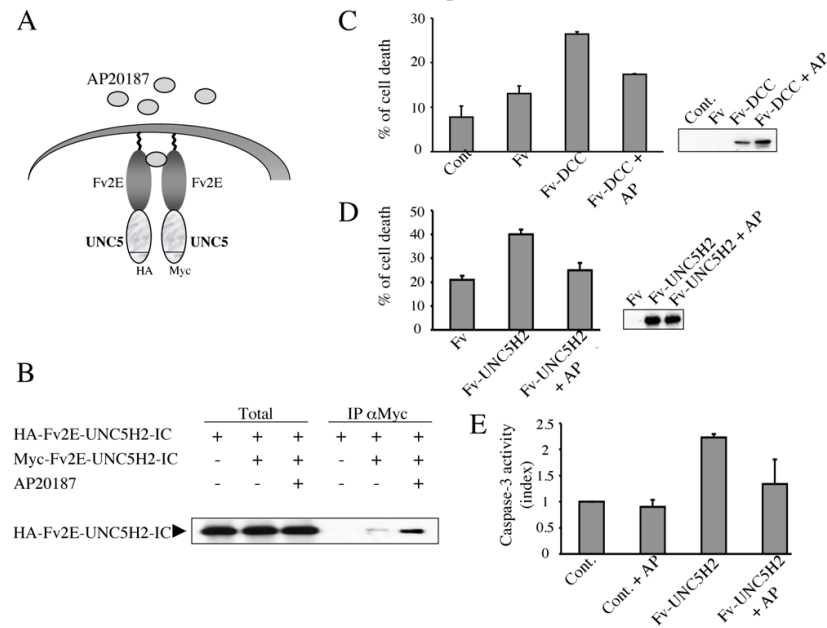 A
AP20187
Fv2E
Fv2E
UNC5
UNC5
HA
Myc
B
Total
IP αMyc
HA-Fv2E-UNC5H2-IC + + + + + +
Myc-Fv2E-UNC5H2-IC - + + - + +
AP20187 - - + - - +
HA-Fv2E-UNC5H2-IC
C
% of cell death
30
20
10
0
Cont
Fv
Fv-DCC
Fv-DCC + AP
Cont.
Fv
Fv-DCC
Fv-DCC + AP
D
% of cell death
50
40
30
20
10
0
Fv
Fv-UNC5H2
Fv-UNC5H2 + AP
Fv
Fv-UNC5H2
Fv-UNC5H2 + AP
E
Caspase-3 activity
(index)
2.5
2
1.5
1
0.5
0
Cont.
Cont. + AP
Fv-UNC5H2
Fv-UNC5H2
+ AP